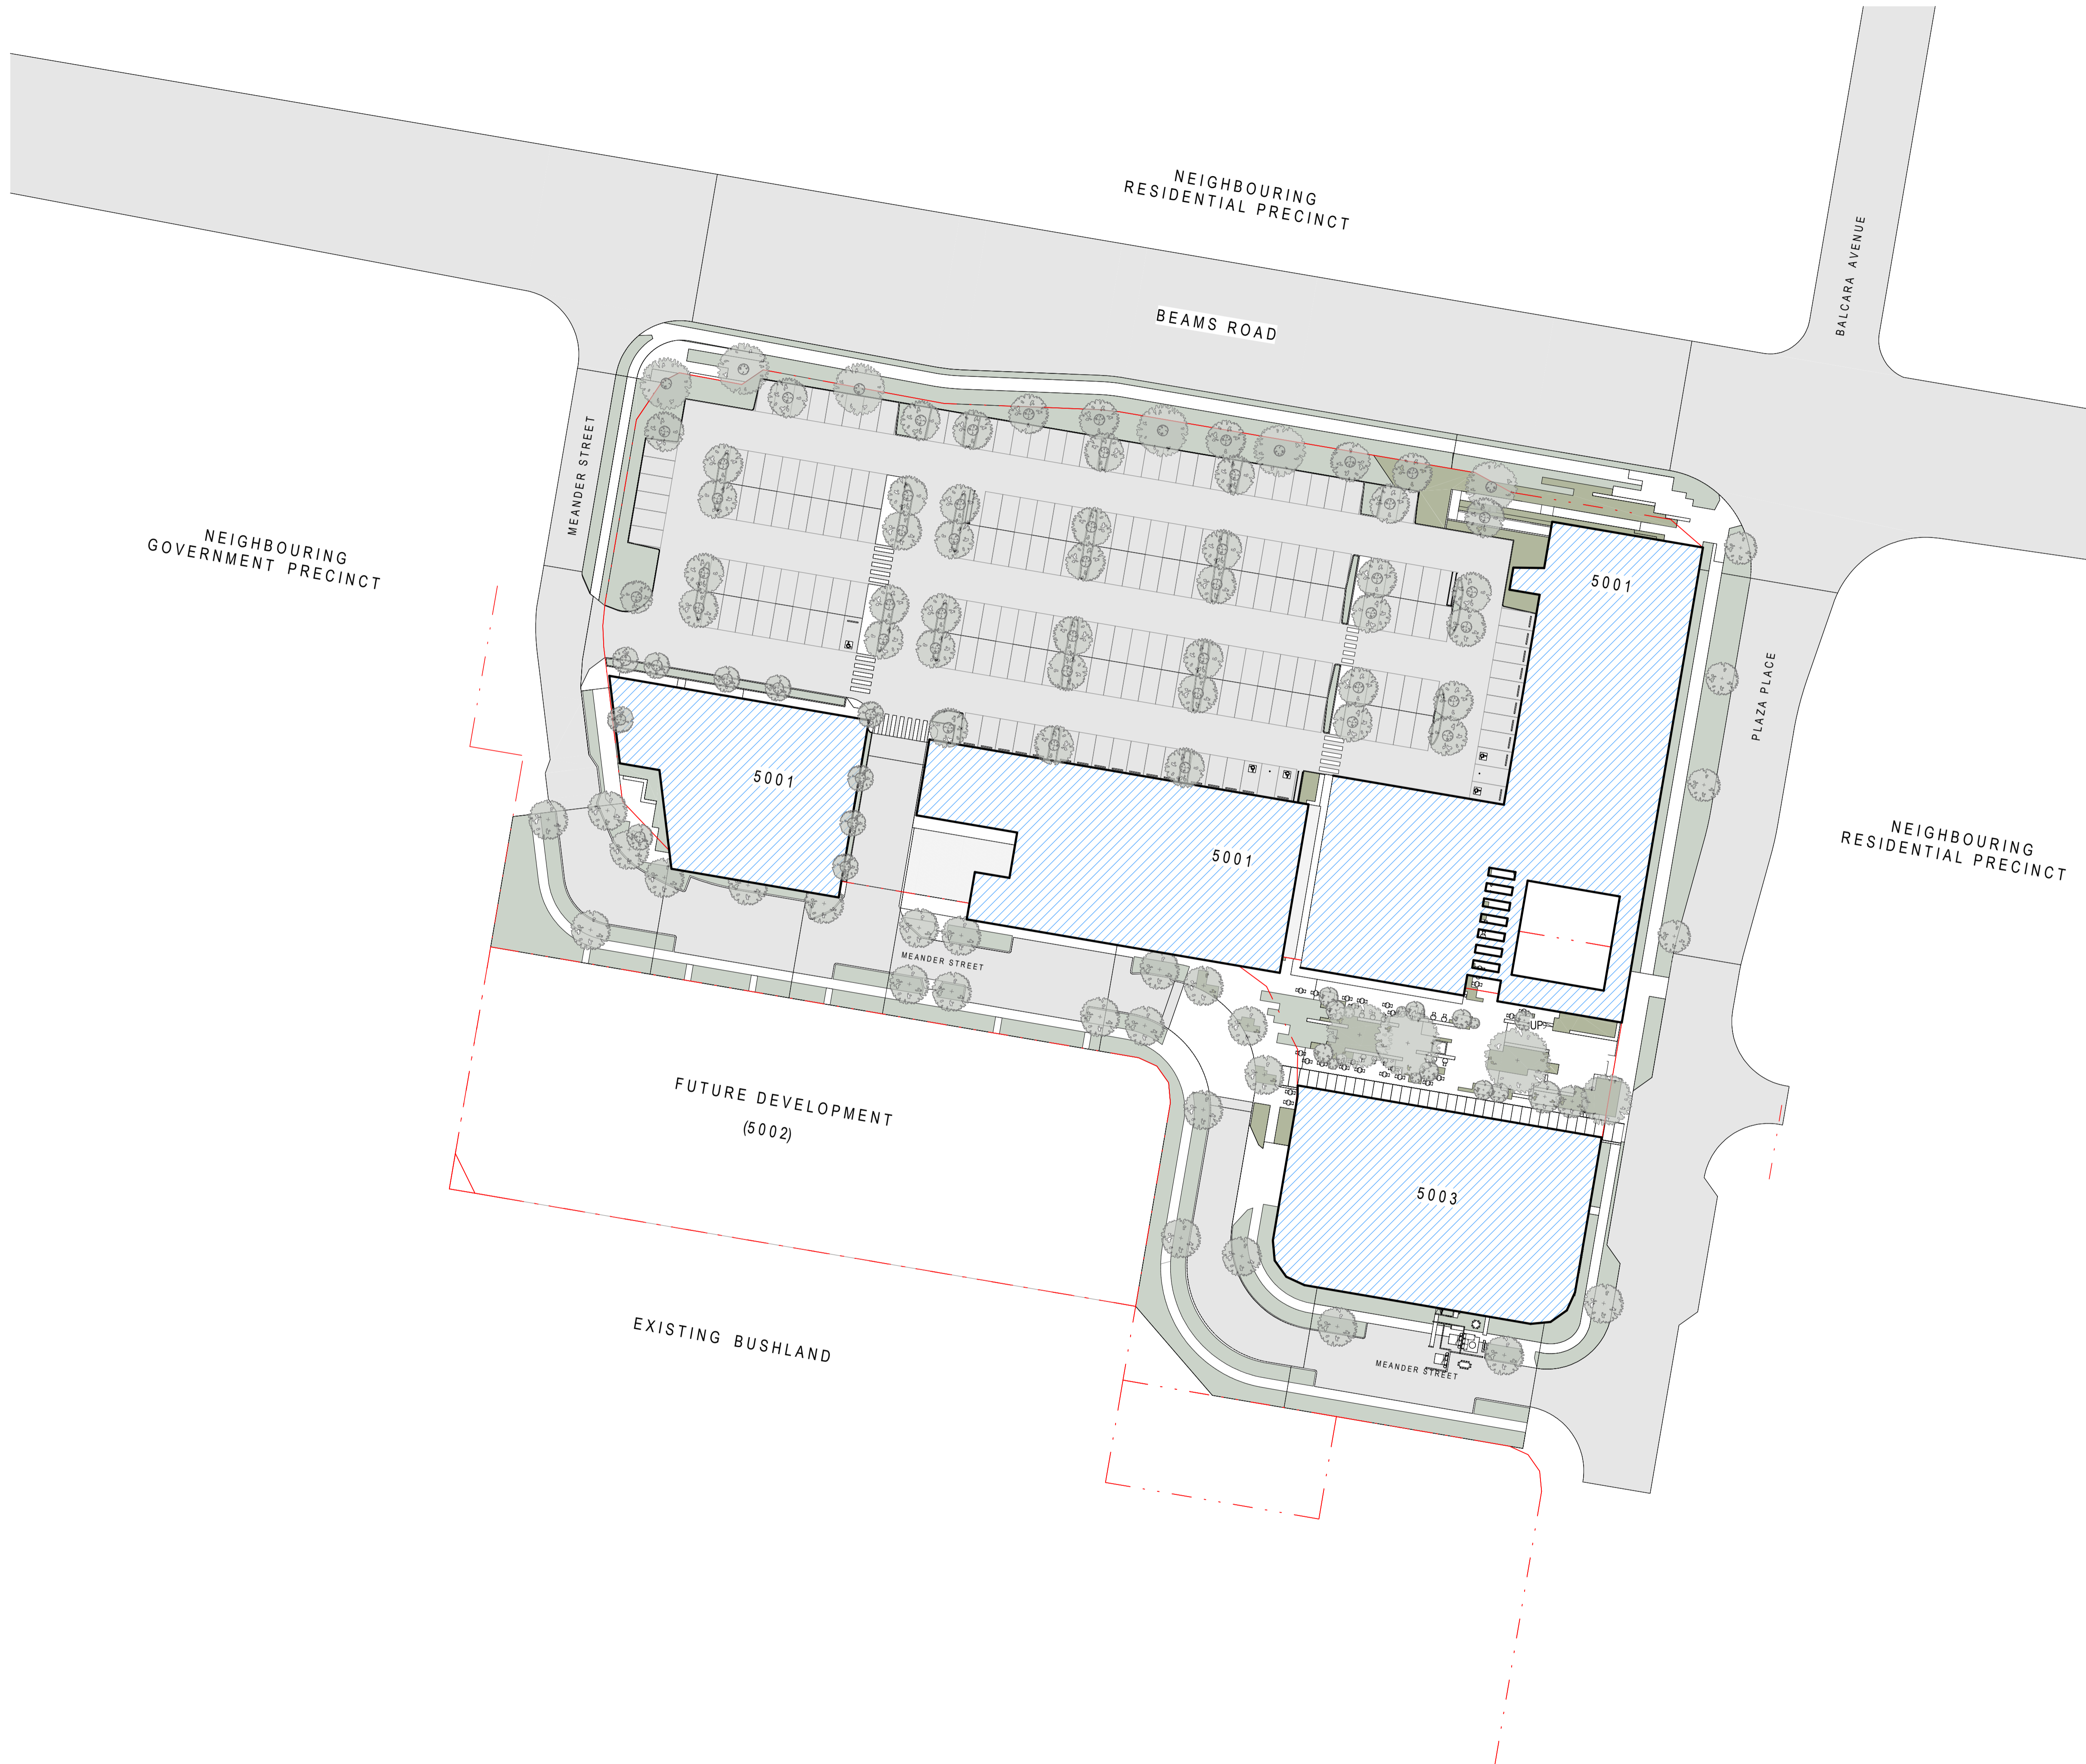 NEIGHBOURING
RESIDENTIAL PRECINCT
BALCARA AVENUE
BEAMS ROAD
MEANDER STREET
NEIGHBOURING
GOVERNMENT PRECINCT
5001
PLAZA PLACE
5001
5001
NEIGHBOURING
RESIDENTIAL PRECINCT
MEANDER STREET
UP
FUTURE DEVELOPMENT
(5002)
5003
EXISTING BUSHLAND
MEANDER STREET